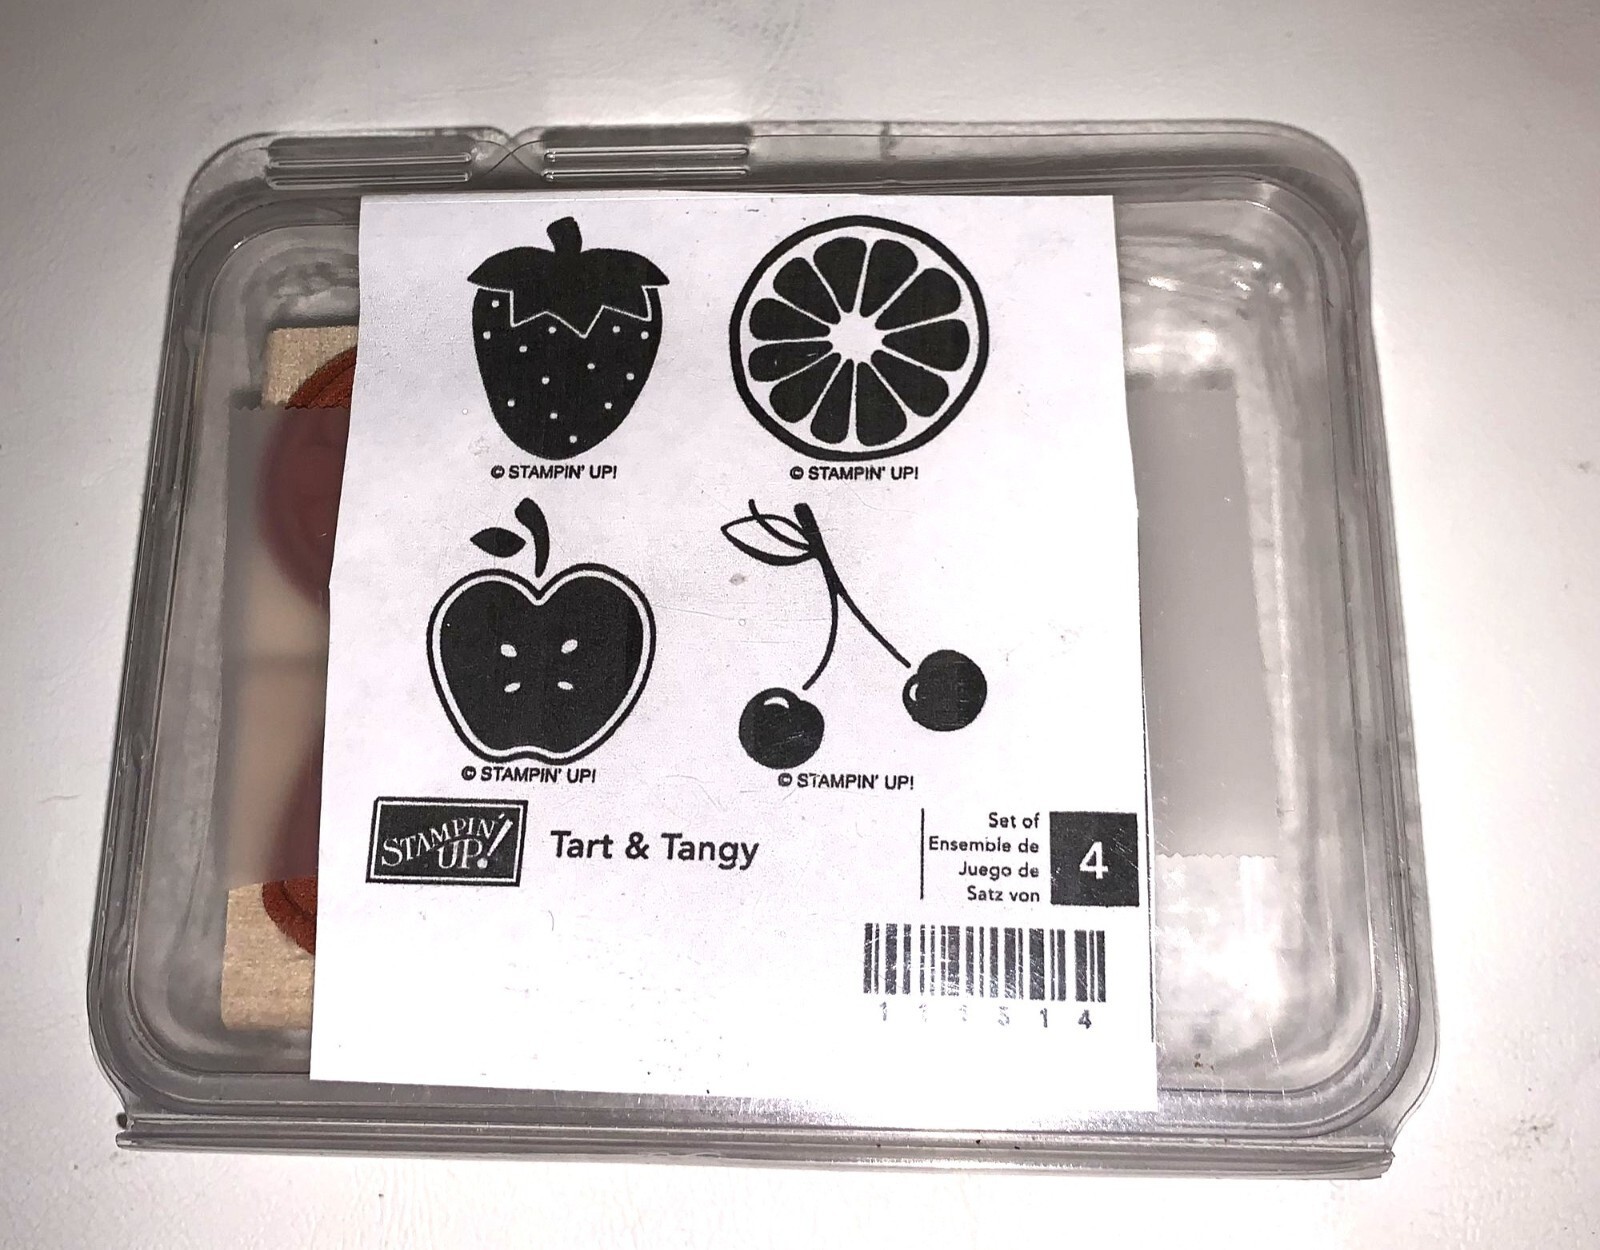 © STAMPIN' UP!
© STAMPIN' UP!
© STAMPIN' UP!
© STAMPIN' UP!
STAMPIN' UP!
Tart & Tangy
Set of
Ensemble de
Juego de
Satz von
4